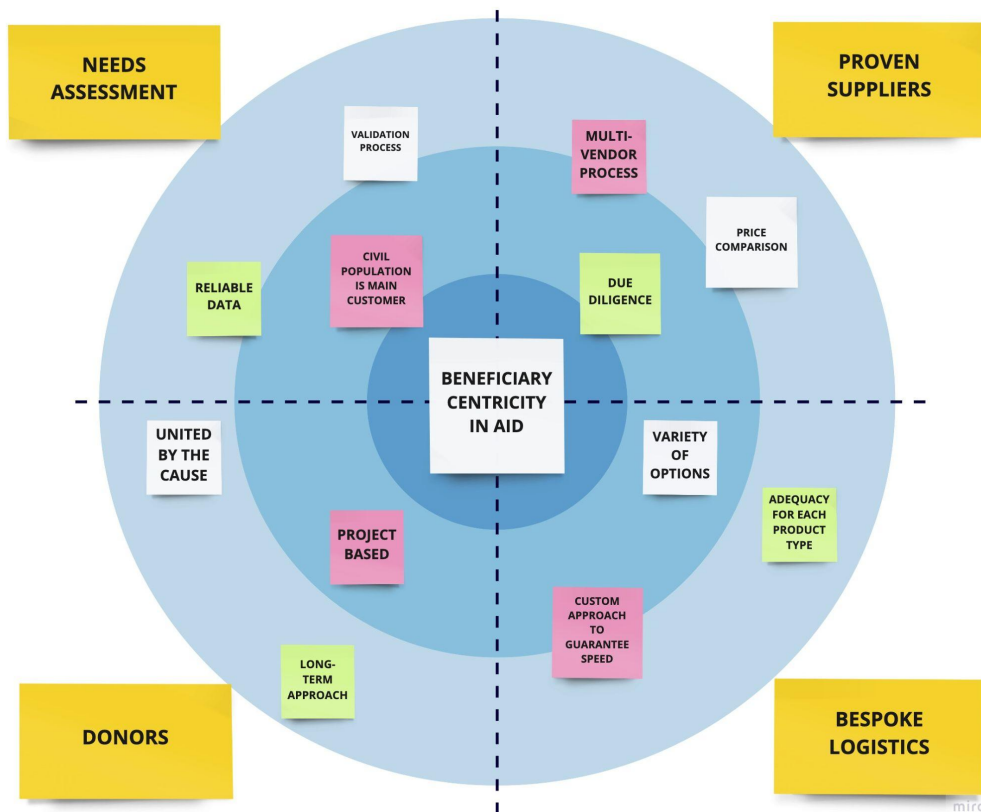 NEEDS
ASSESSMENT
PROVEN
SUPPLIERS
VALIDATION
PROCESS
MULTI-
VENDOR
PROCESS
PRICE
COMPARISON
RELIABLE
DATA
CIVIL
POPULATION
IS MAIN
CUSTOMER
DUE
DILIGENCE
BENEFICIARY
CENTRICITY
IN AID
UNITED
BY THE
CAUSE
VARIETY
OF
OPTIONS
ADEQUACY
FOR EACH
PRODUCT
TYPE
PROJECT
BASED
CUSTOM
APPROACH
TO
GUARANTEE
SPEED
LONG-
TERM
APPROACH
DONORS
BESPOKE
LOGISTICS
miro